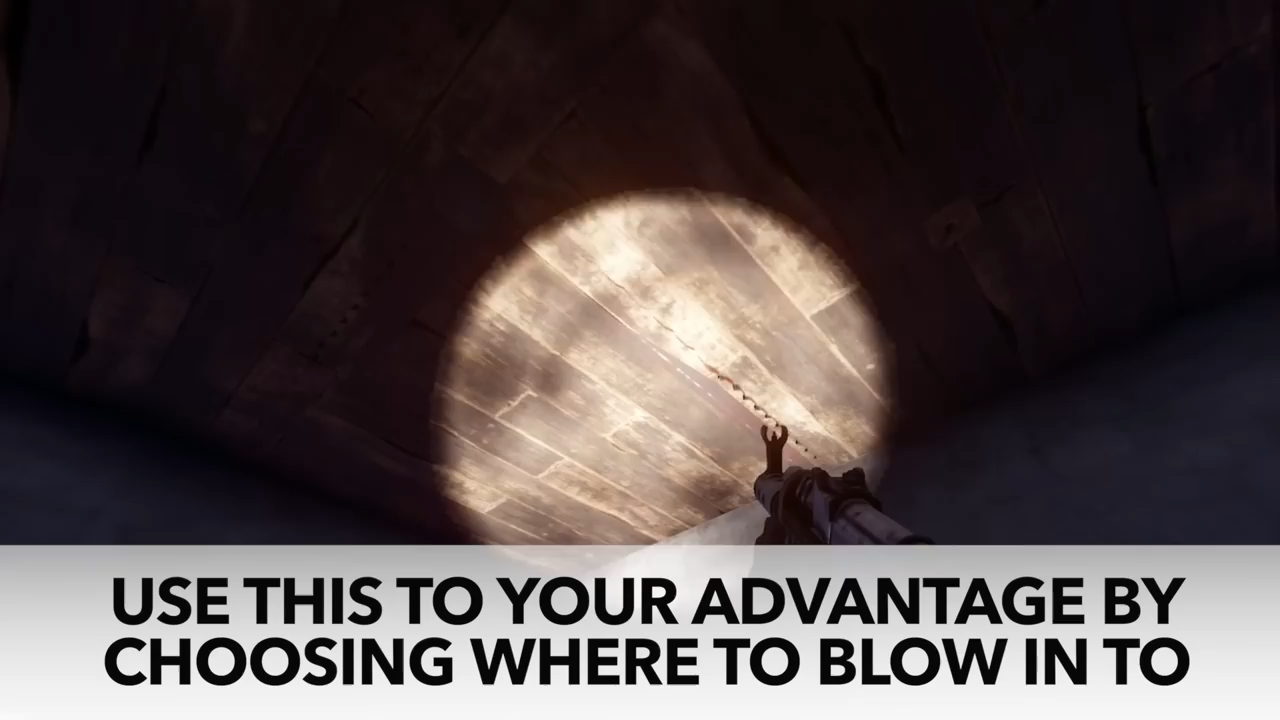 USE THIS TO YOUR ADVANTAGE BY
CHOOSING WHERE TO BLOW IN TO